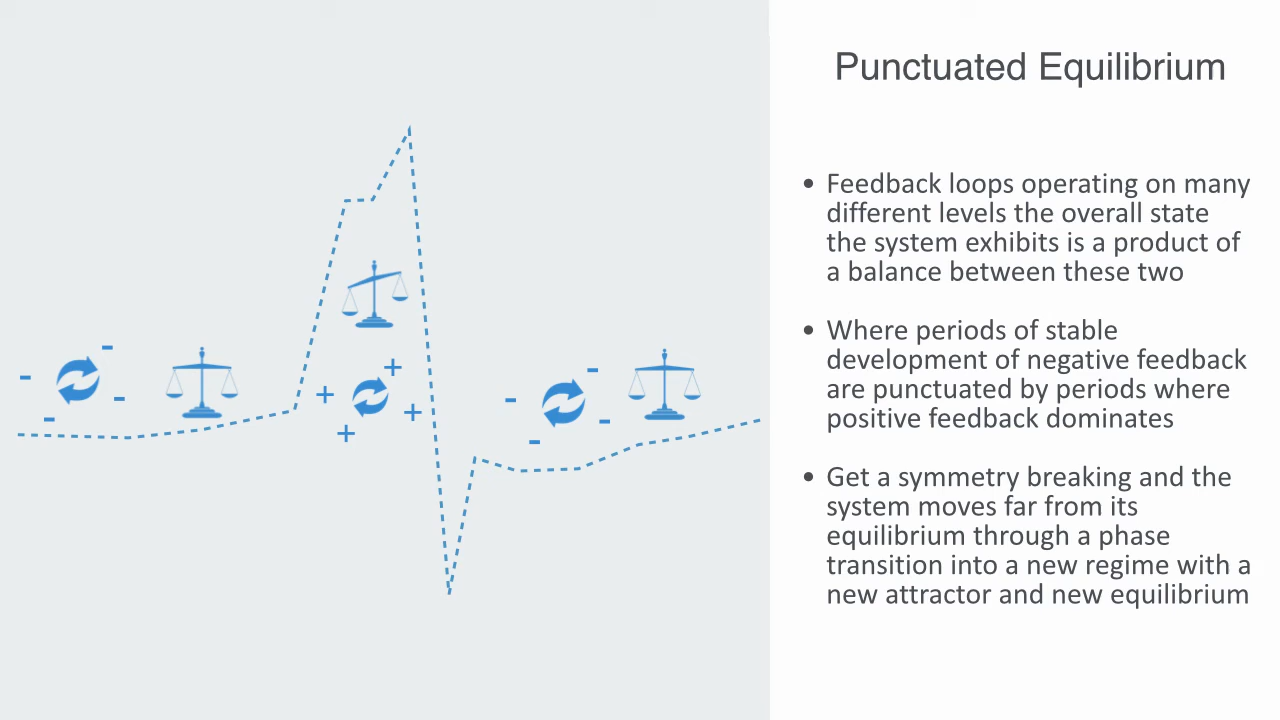 Punctuated Equilibrium
• Feedback loops operating on many
different levels the overall state
the system exhibits is a product of
a balance between these two
• Where periods of stable
development of negative feedback
are punctuated by periods where
positive feedback dominates
• Get a symmetry breaking and the
system moves far from its
equilibrium through a phase
transition into a new regime with a
new attractor and new equilibrium
- - - -
+ + + +
- - - -